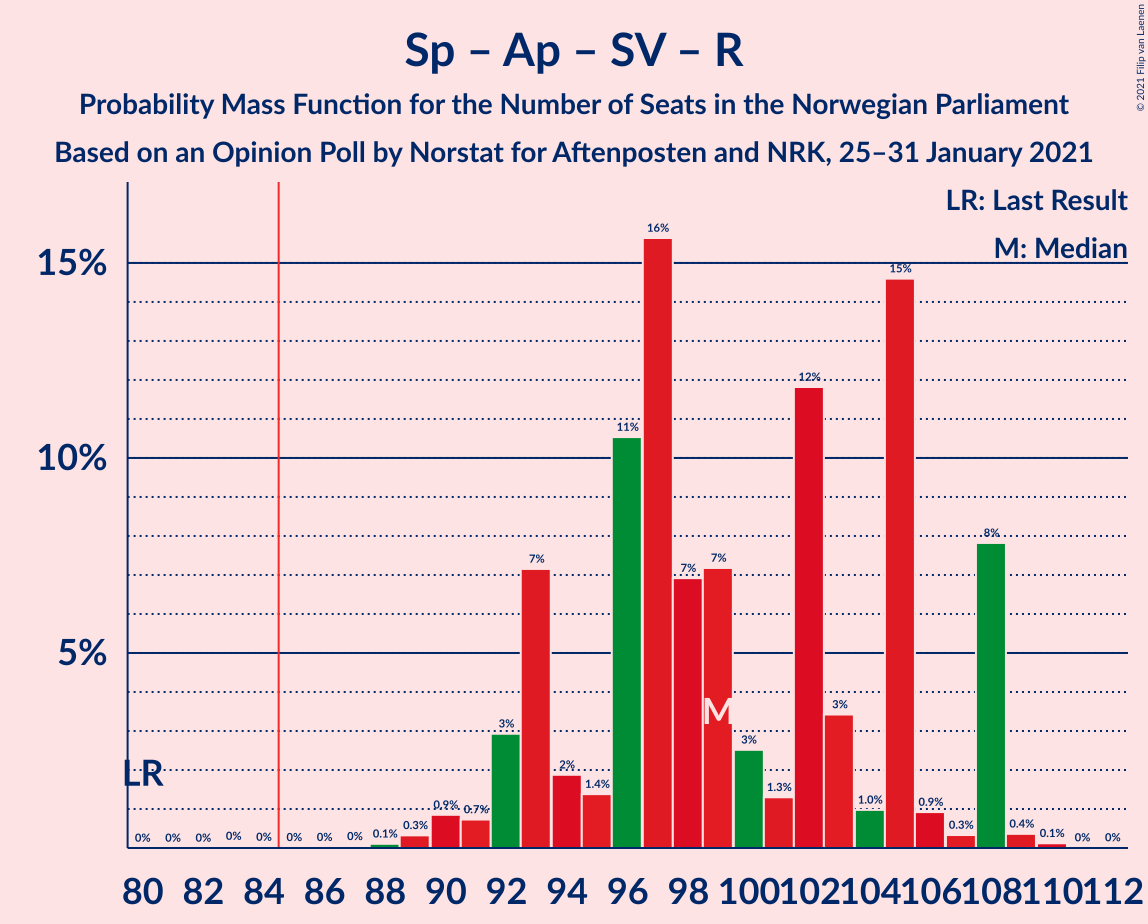 Sp – Ap – SV – R
Probability Mass Function for the Number of Seats in the Norwegian Parliament
Based on an Opinion Poll by Norstat for Aftenposten and NRK, 25–31 January 2021
© 2021 Filip van Laenen
LR: Last Result
M: Median
15%
10%
5%
LR
M
0% 0% 0% 0% 0% 0% 0% 0% 0.1% 0.3% 0.9% 0.7% 3% 7% 2% 1.4% 11% 16% 7% 7% 3% 1.3% 12% 3% 1.0% 15% 0.9% 0.3% 8% 0.4% 0.1% 0% 0%
80 82 84 86 88 90 92 94 96 98 100 102 104 106 108 110 112